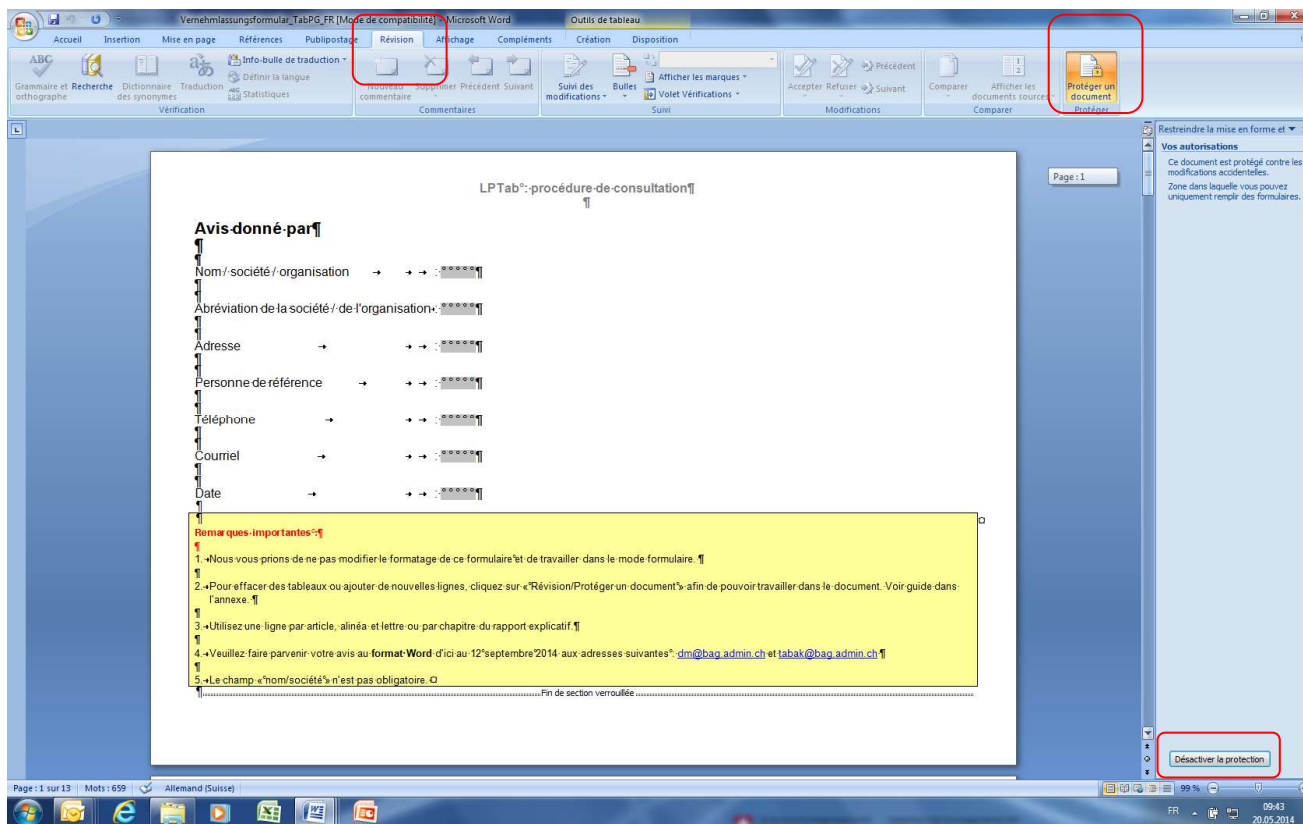 Vernehmlassungsformular_TabPG_FR [Mode de compatibilité] - Microsoft Word
Outils de tableau
Accueil Insertion Mise en page Références Publipostage Révision Affichage Compléments Création Disposition
ABC
Grammaire et orthographe
Recherche
Dictionnaire des synonymes
Traduction
Info-bulle de traduction
Définir la langue
Statistiques
Vérification
Nouveau commentaire
Supprimer
Précédent
Suivant
Commentaires
Suivi des modifications
Bulles
Afficher les marques
Volet Vérifications
Suivi
Accepter
Refuser
Précédent
Suivant
Modifications
Comparer
Afficher les documents sources
Comparer
Protéger un document
Protéger
Restreindre la mise en forme et
Vos autorisations
Ce document est protégé contre les
modifications accidentelles.
Zone dans laquelle vous pouvez
uniquement remplir des formulaires.
Page : 1
LPTab°:·procédure·de·consultation¶
¶
Avis·donné·par¶
¶
¶
Nom·/·société·/·organisation → → → :·°°°°°¶
¶
¶
Abréviation·de·la·société·/·de·l'organisation→:·°°°°°¶
¶
¶
Adresse → → → :·°°°°°¶
¶
¶
Personne·de·référence → → → :·°°°°°¶
¶
¶
Téléphone → → → :·°°°°°¶
¶
¶
Courriel → → → :·°°°°°¶
¶
¶
Date → → → :·°°°°°¶
¶
¶
Remarques·importantes°:¶
¶
1.→Nous·vous·prions·de·ne·pas·modifier·le·formatage·de·ce·formulaire°et·de·travailler·dans·le·mode·formulaire.·¶
¶
2.→Pour·effacer·des·tableaux·ou·ajouter·de·nouvelles·lignes,·cliquez·sur·«°Révision/Protéger·un·document°»·afin·de·pouvoir·travailler·dans·le·document.·Voir·guide·dans·
l'annexe.·¶
¶
3.→Utilisez·une·ligne·par·article,·alinéa·et·lettre·ou·par·chapitre·du·rapport·explicatif.¶
¶
4.→Veuillez·faire·parvenir·votre·avis·au·format·Word·d'ici·au·12°septembre°2014·aux·adresses·suivantes°:·dm@bag.admin.ch·et·tabak@bag.admin.ch·¶
¶
5.→Le·champ·«°nom/société°»·n'est·pas·obligatoire.¤
¶ Fin de section verrouillée
Désactiver la protection
Page : 1 sur 13 Mots : 659 Allemand (Suisse) 99 %
FR 09:43
20.05.2014